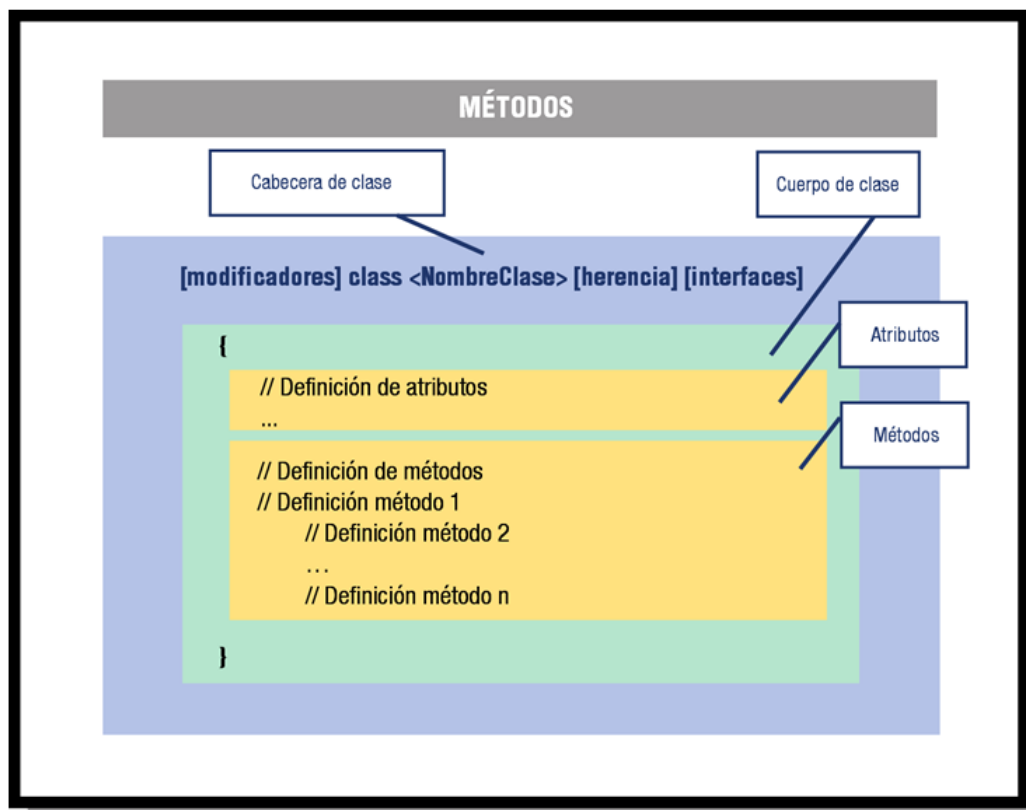 MÉTODOS
Cabecera de clase
Cuerpo de clase
[modificadores] class <NombreClase> [herencia] [interfaces]
Atributos
{
// Definición de atributos
...
Métodos
// Definición de métodos
// Definición método 1
// Definición método 2
...
// Definición método n
}